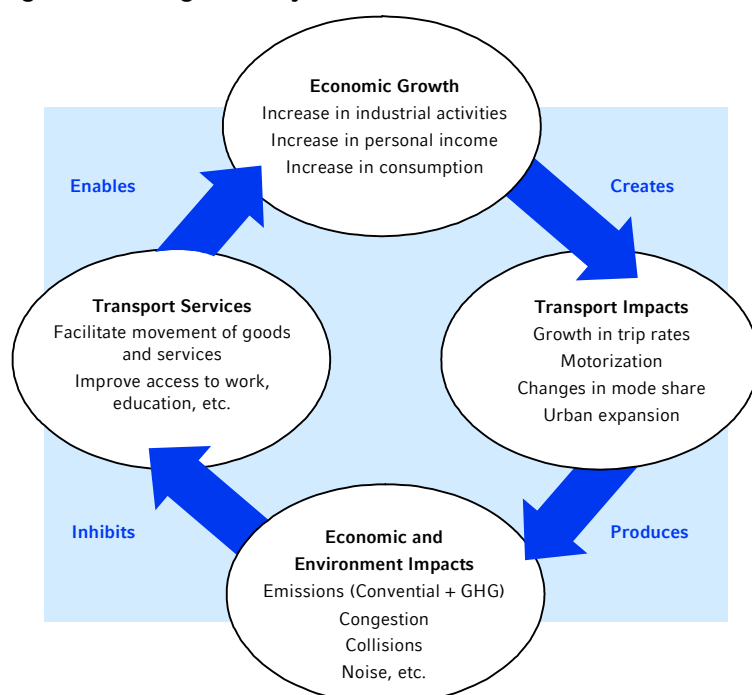 Economic Growth
Increase in industrial activities
Increase in personal income
Increase in consumption
Enables
Creates
Transport Services
Facilitate movement of goods
and services
Improve access to work,
education, etc.
Transport Impacts
Growth in trip rates
Motorization
Changes in mode share
Urban expansion
Inhibits
Produces
Economic and
Environment Impacts
Emissions (Convential + GHG)
Congestion
Collisions
Noise, etc.